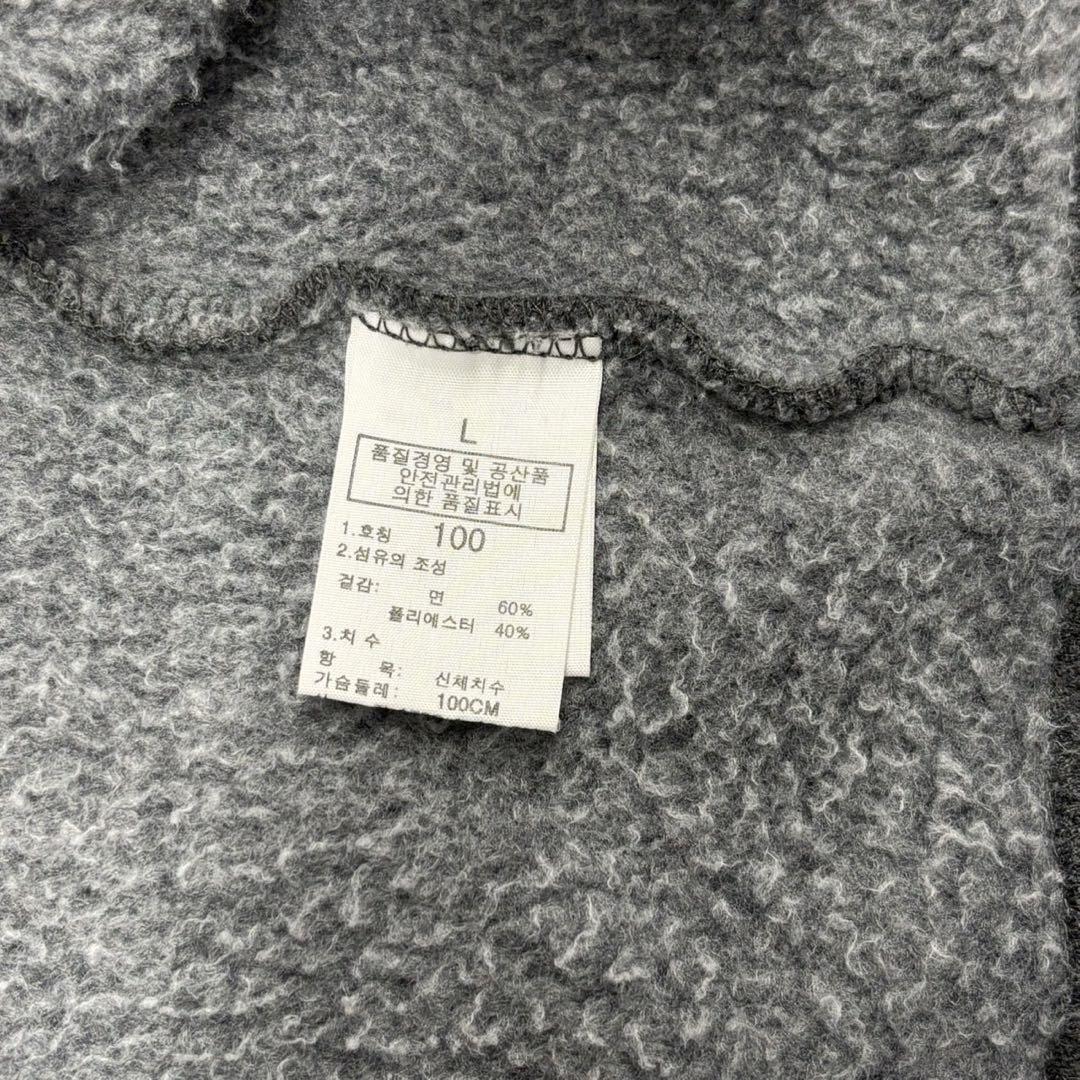 L
품질경영 및 공산품
안전관리법에
의한 품질표시
1.호칭 100
2.섬유의 조성
겉감: 면 60%
폴리에스터 40%
3.치 수
항 목: 신체치수
가슴둘레: 100CM